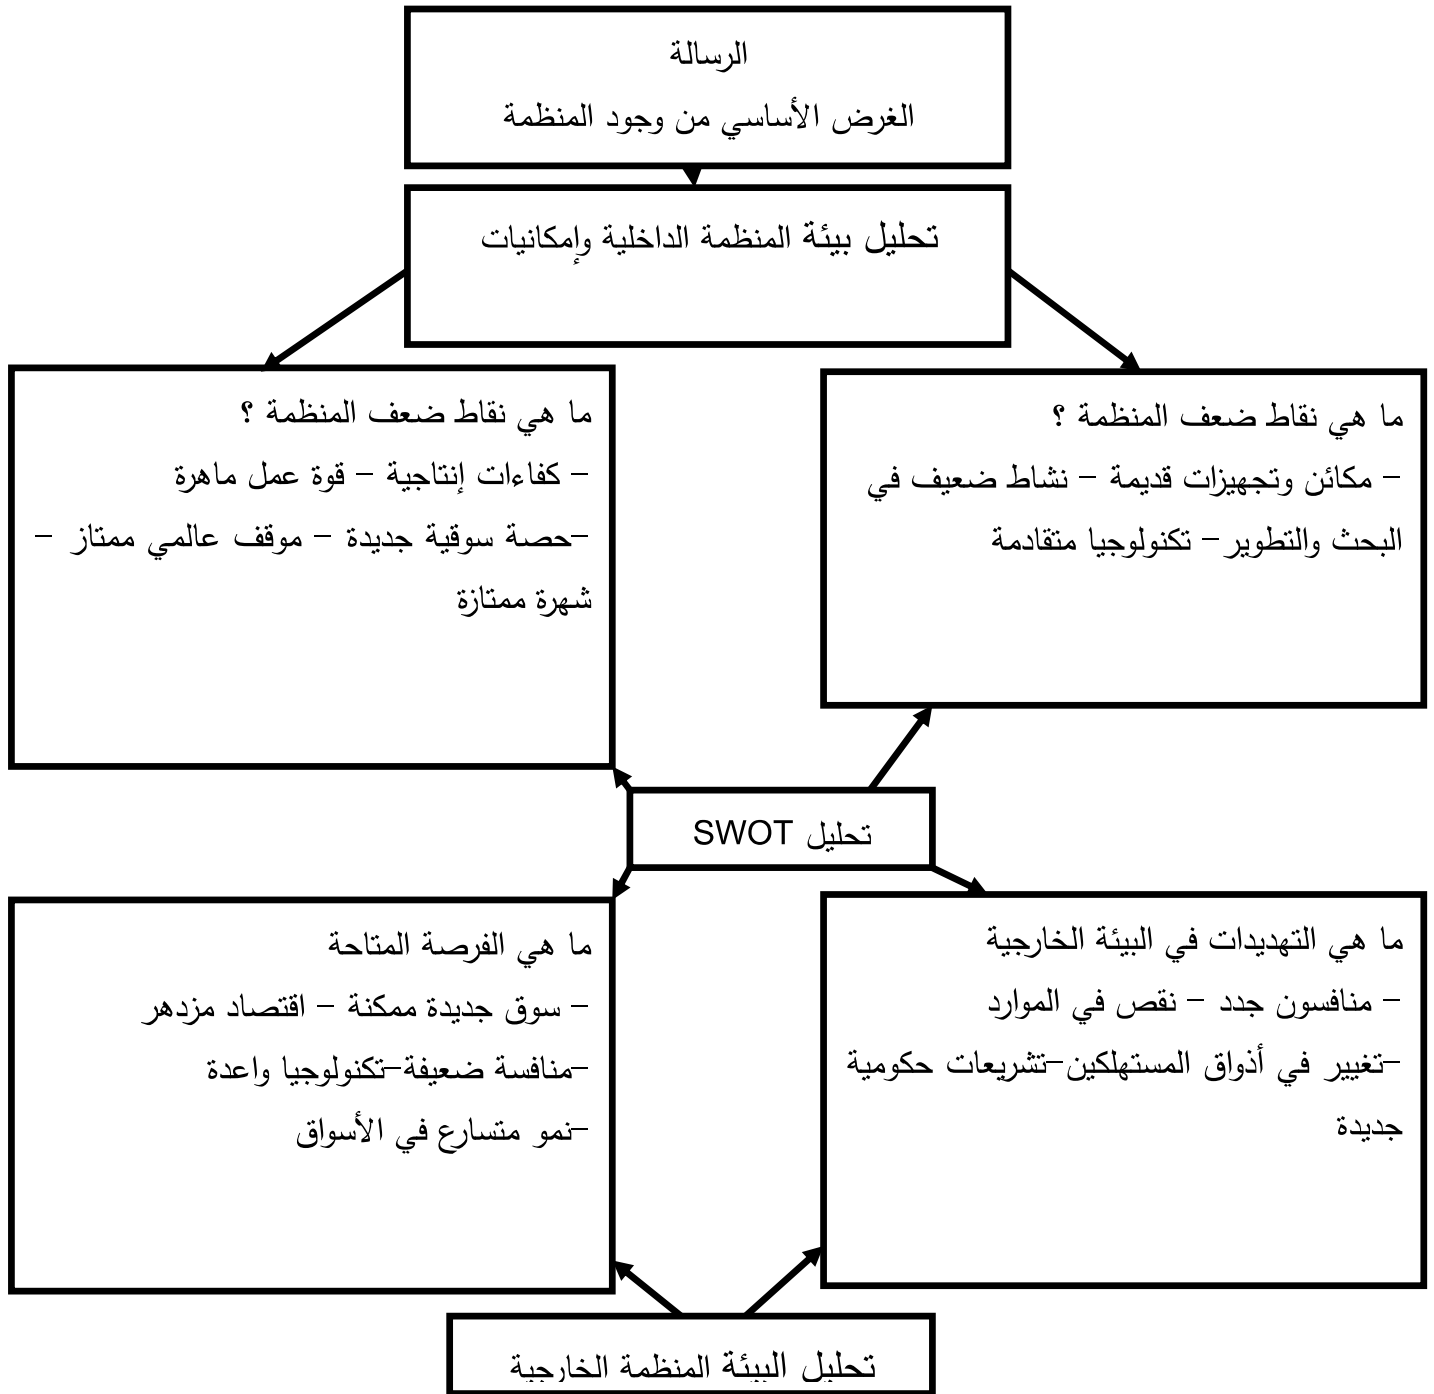 الرسالة
الغرض الأساسي من وجود المنظمة
تحليل بيئة المنظمة الداخلية وإمكانيات
ما هي نقاط ضعف المنظمة ؟
– مكائن وتجهيزات قديمة – نشاط ضعيف في
البحث والتطوير – تكنولوجيا متقادمة
ما هي نقاط ضعف المنظمة ؟
– كفاءات إنتاجية – قوة عمل ماهرة
–حصة سوقية جديدة – موقف عالمي ممتاز –
شهرة ممتازة
تحليل SWOT
ما هي التهديدات في البيئة الخارجية
– منافسون جدد – نقص في الموارد
–تغيير في أذواق المستهلكين–تشريعات حكومية
جديدة
ما هي الفرصة المتاحة
– سوق جديدة ممكنة – اقتصاد مزدهر
–منافسة ضعيفة–تكنولوجيا واعدة
–نمو متسارع في الأسواق
تحليل البيئة المنظمة الخارجية